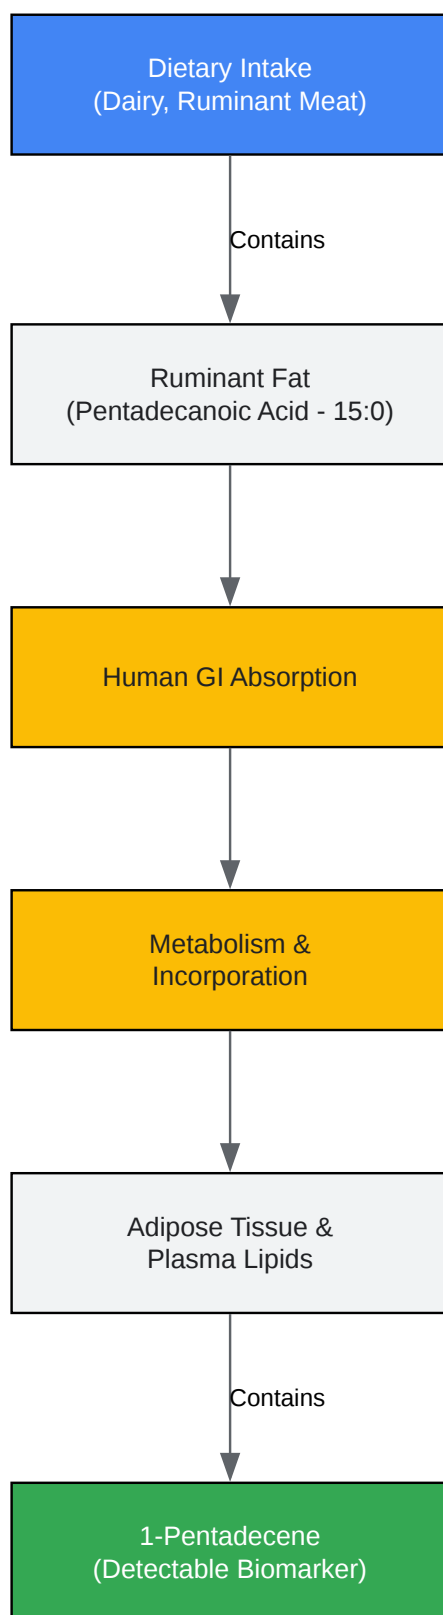 Dietary Intake
(Dairy, Ruminant Meat)
Contains
Ruminant Fat
(Pentadecanoic Acid - 15:0)
Human GI Absorption
Metabolism &
Incorporation
Adipose Tissue &
Plasma Lipids
Contains
1-Pentadecene
(Detectable Biomarker)